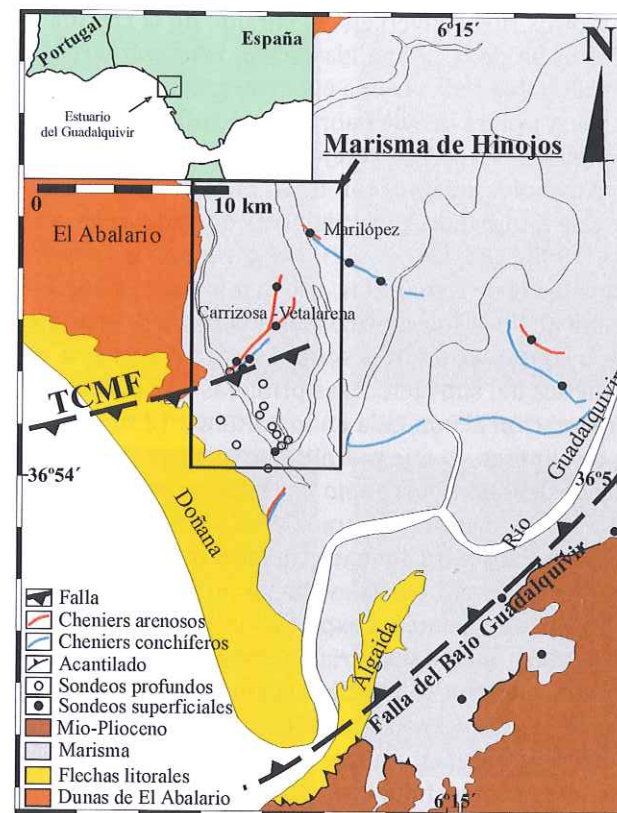 Portugal
España
Estuario
del Guadalquivir
6º15´
N
Marisma de Hinojos
0
10 km
El Abalario
Marilópez
Carrizosa -Vetalarena
TCMF
36º54´
36º5
Guadalquivir
Río
Doñana
Algaida
Falla del Bajo Guadalquivir
Falla
Cheniers arenosos
Cheniers conchíferos
Acantilado
Sondeos profundos
Sondeos superficiales
Mio-Plioceno
Marisma
Flechas litorales
Dunas de El Abalario
6º15´